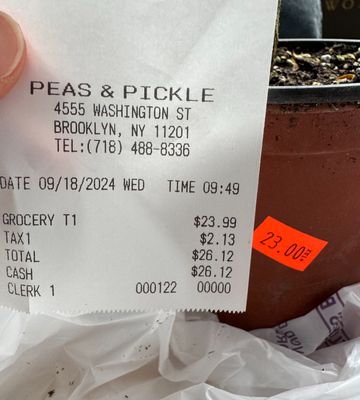 PEAS & PICKLE
4555 WASHINGTON ST
BROOKLYN, NY 11201
TEL:(718) 488-8336
DATE 09/18/2024 WED TIME 09:49
GROCERY T1 $23.99
TAX1 $2.13
TOTAL $26.12
CASH $26.12
CLERK 1 000122 00000
23.00